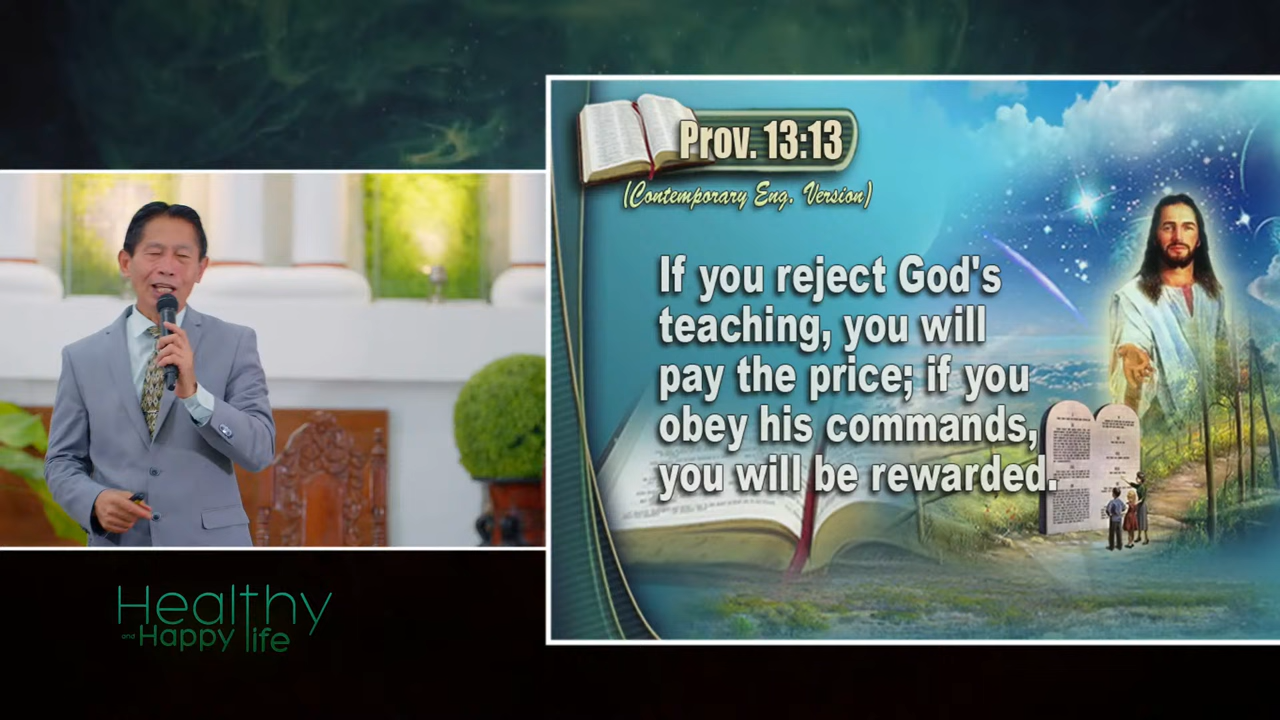 Prov. 13:13
(Contemporary Eng. Version)
If you reject God's
teaching, you will
pay the price; if you
obey his commands,
you will be rewarded.
Healthy
and Happy life